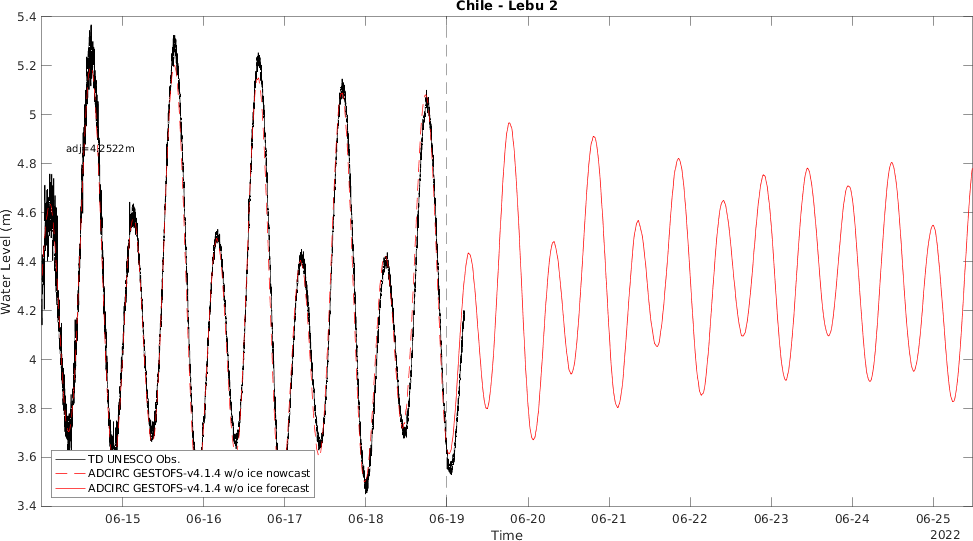 Chile - Lebu 2
5.4
5.2
5
4.8
4.6
4.4
4.2
4
3.8
3.6
3.4
Water Level (m)
adj=4.2522m
TD UNESCO Obs.
ADCIRC GESTOFS-v4.1.4 w/o ice nowcast
ADCIRC GESTOFS-v4.1.4 w/o ice forecast
06-15 06-16 06-17 06-18 06-19 06-20 06-21 06-22 06-23 06-24 06-25
Time
2022